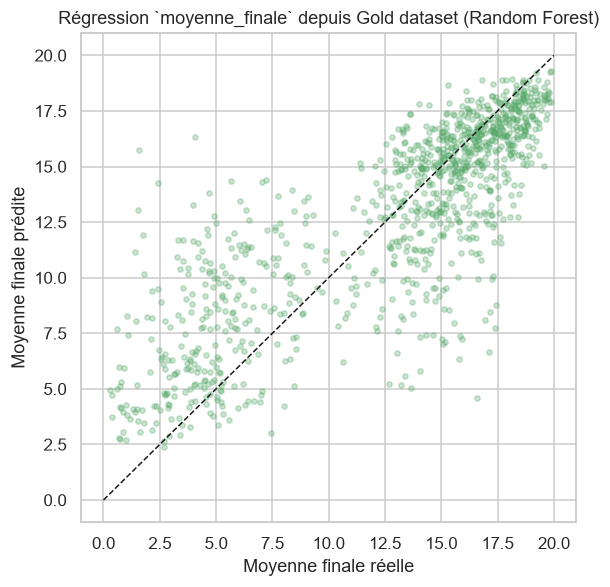 Régression `moyenne_finale` depuis Gold dataset (Random Forest)
20.0
17.5
15.0
12.5
10.0
7.5
5.0
2.5
0.0
Moyenne finale prédite
0.0 2.5 5.0 7.5 10.0 12.5 15.0 17.5 20.0
Moyenne finale réelle